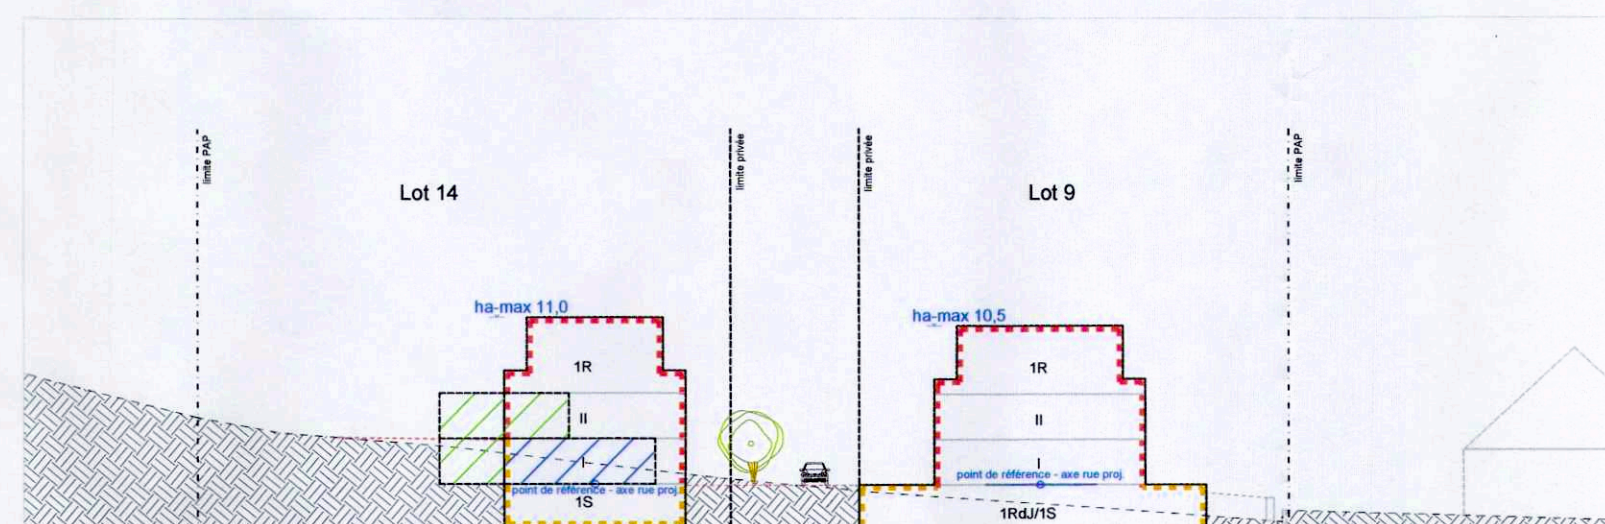 limite PAP
limite privée
limite privée
limite PAP
Lot 14
Lot 9
ha-max 11,0
ha-max 10,5
1R
1R
II
II
I
I
point de référence - axe rue proj.
point de référence - axe rue proj.
1S
1RdJ/1S